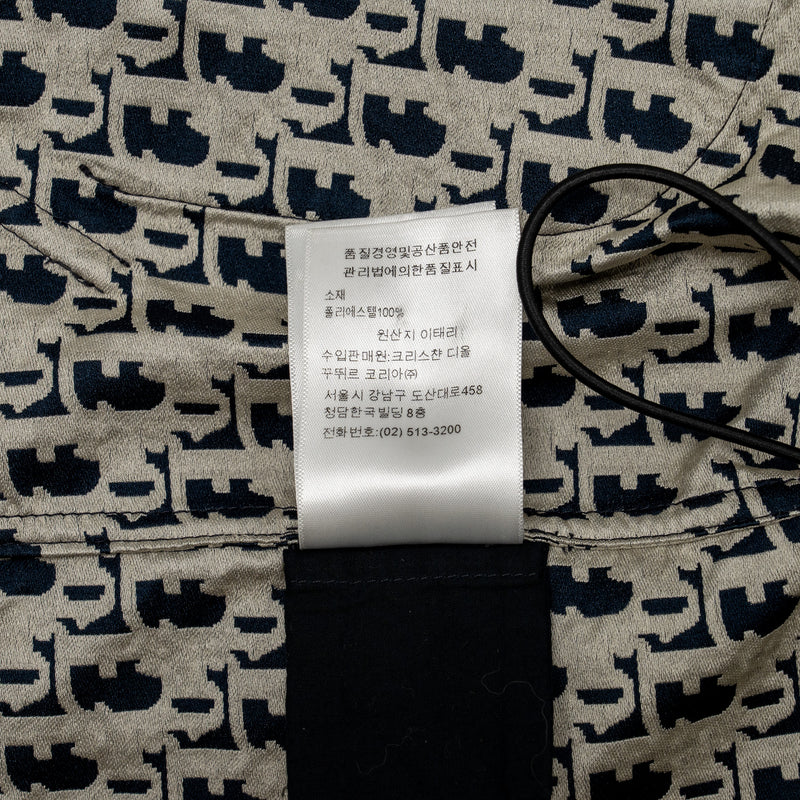 품질경영및공산품안전
관리법에의한품질표시
소재
폴리에스텔100%
원산지 이태리
수입판매원:크리스챤 디올
꾸뛰르 코리아㈜
서울시 강남구 도산대로458
청담한국빌딩 8층
전화번호:(02) 513-3200